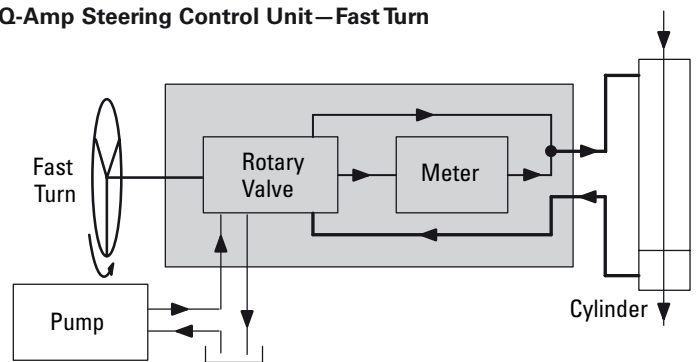 Q-Amp Steering Control Unit—Fast Turn
Fast
Turn
Rotary
Valve
Meter
Pump
Cylinder